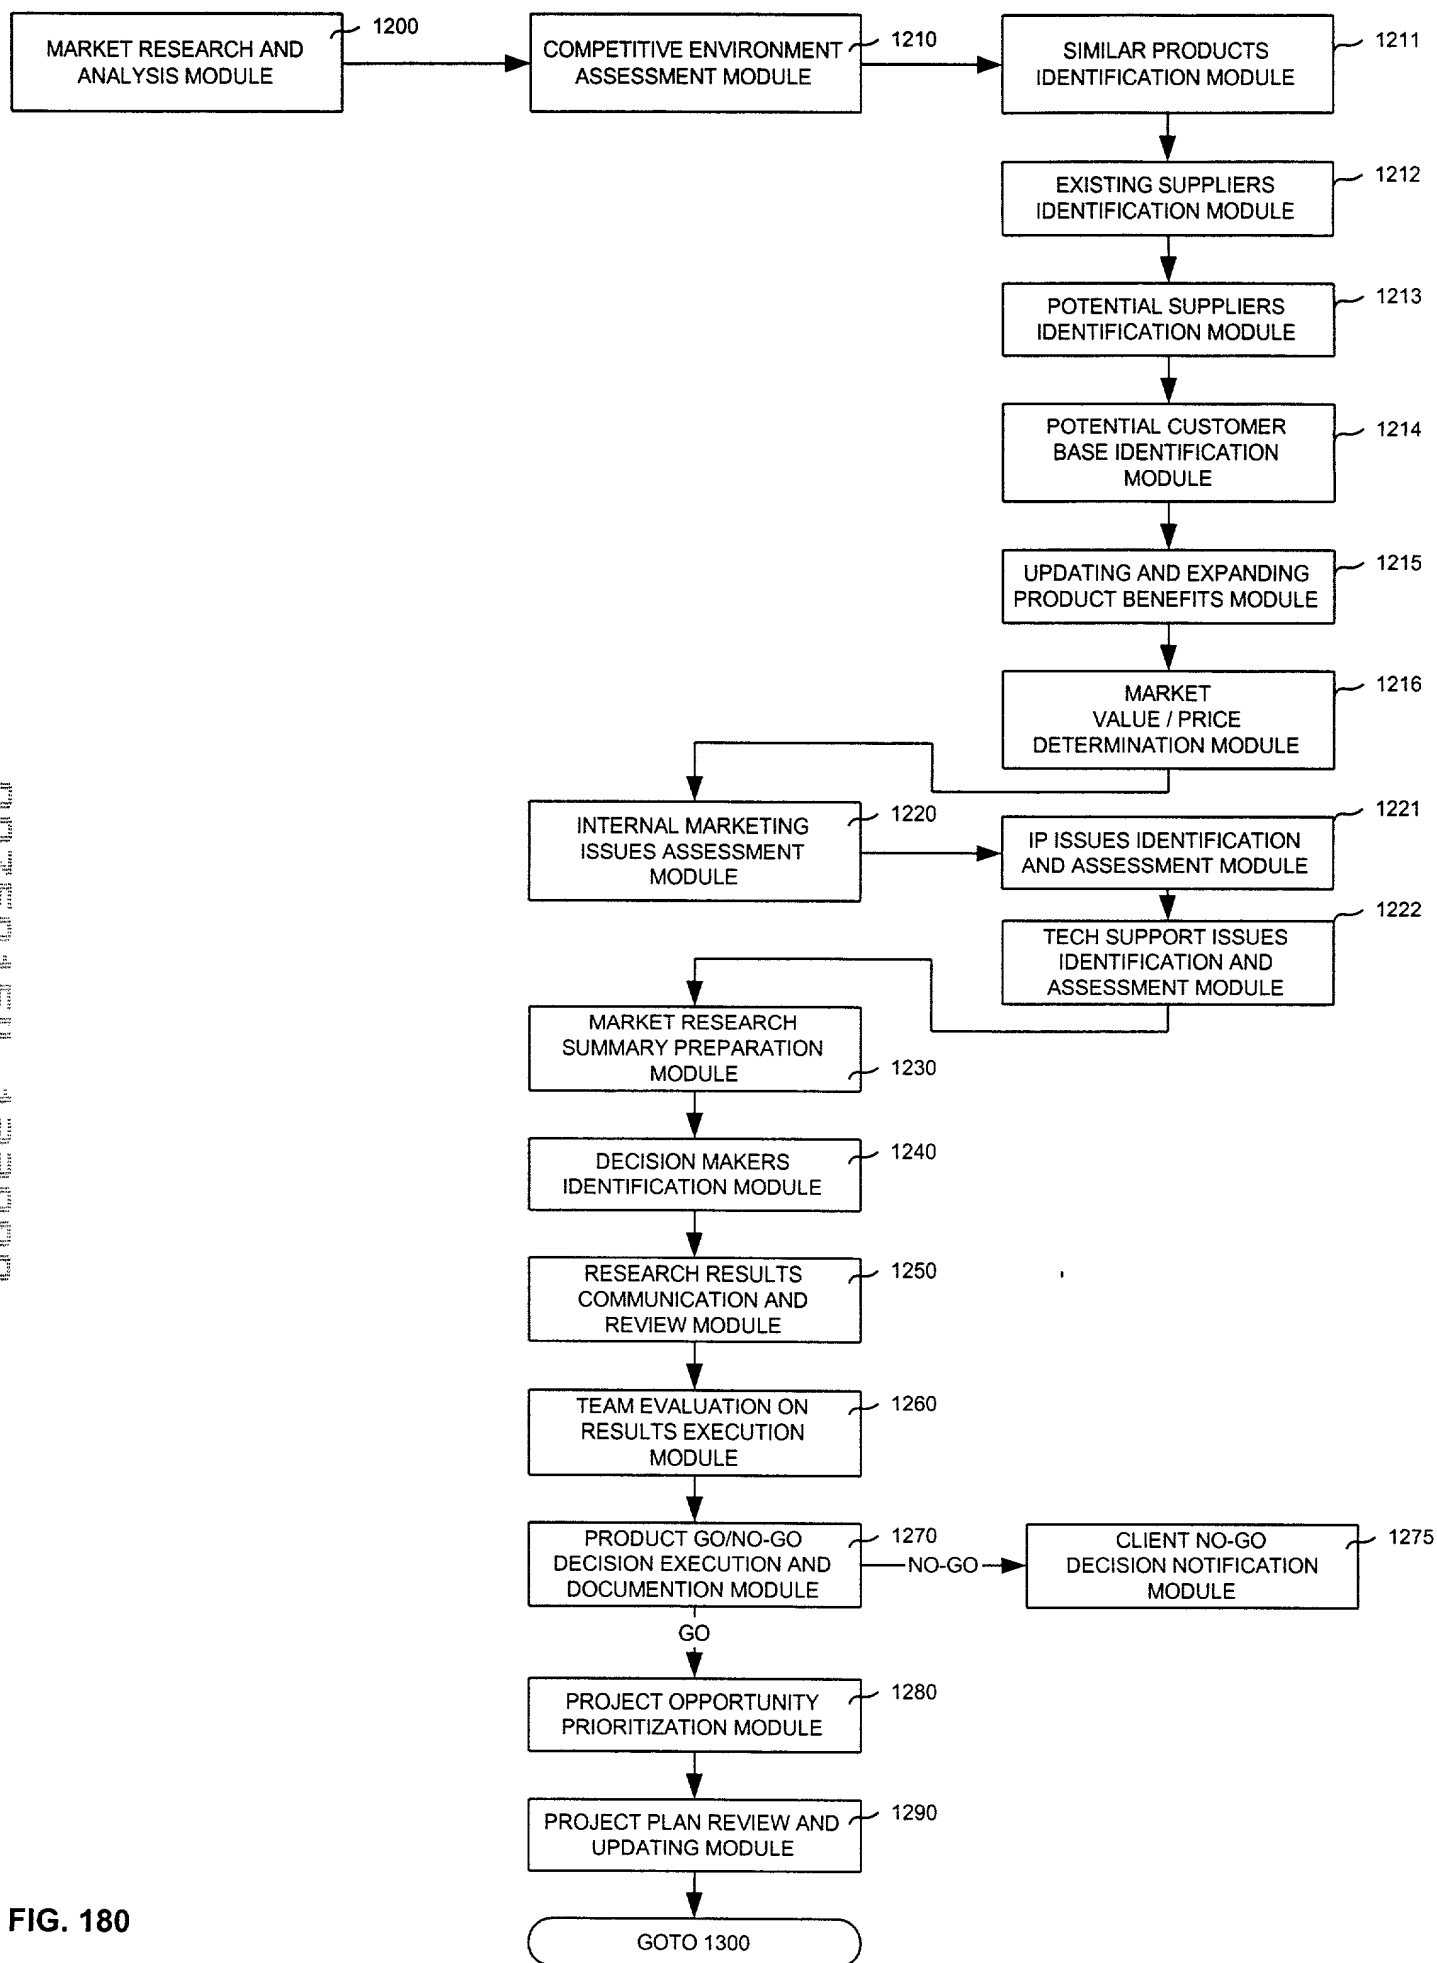 MARKET RESEARCH AND
ANALYSIS MODULE
1200
COMPETITIVE ENVIRONMENT
ASSESSMENT MODULE
1210
SIMILAR PRODUCTS
IDENTIFICATION MODULE
1211
EXISTING SUPPLIERS
IDENTIFICATION MODULE
1212
POTENTIAL SUPPLIERS
IDENTIFICATION MODULE
1213
POTENTIAL CUSTOMER
BASE IDENTIFICATION
MODULE
1214
UPDATING AND EXPANDING
PRODUCT BENEFITS MODULE
1215
MARKET
VALUE / PRICE
DETERMINATION MODULE
1216
INTERNAL MARKETING
ISSUES ASSESSMENT
MODULE
1220
IP ISSUES IDENTIFICATION
AND ASSESSMENT MODULE
1221
TECH SUPPORT ISSUES
IDENTIFICATION AND
ASSESSMENT MODULE
1222
MARKET RESEARCH
SUMMARY PREPARATION
MODULE
1230
DECISION MAKERS
IDENTIFICATION MODULE
1240
RESEARCH RESULTS
COMMUNICATION AND
REVIEW MODULE
1250
TEAM EVALUATION ON
RESULTS EXECUTION
MODULE
1260
PRODUCT GO/NO-GO
DECISION EXECUTION AND
DOCUMENTION MODULE
1270
NO-GO
CLIENT NO-GO
DECISION NOTIFICATION
MODULE
1275
GO
PROJECT OPPORTUNITY
PRIORITIZATION MODULE
1280
PROJECT PLAN REVIEW AND
UPDATING MODULE
1290
GOTO 1300
FIG. 180